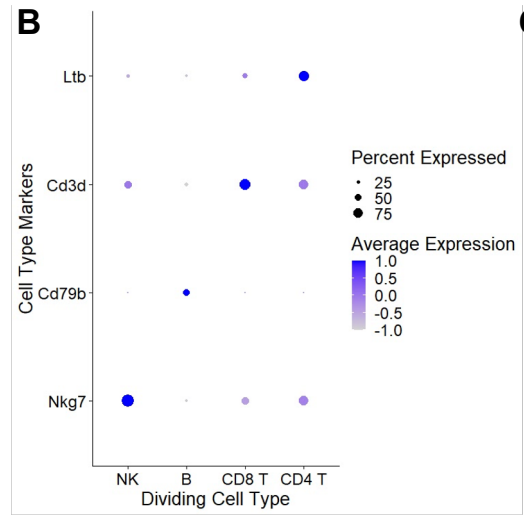 B
Ltb
Cd3d
Cd79b
Nkg7
Cell Type Markers
NK B CD8 T CD4 T
Dividing Cell Type
Percent Expressed
25
50
75
Average Expression
1.0
0.5
0.0
-0.5
-1.0